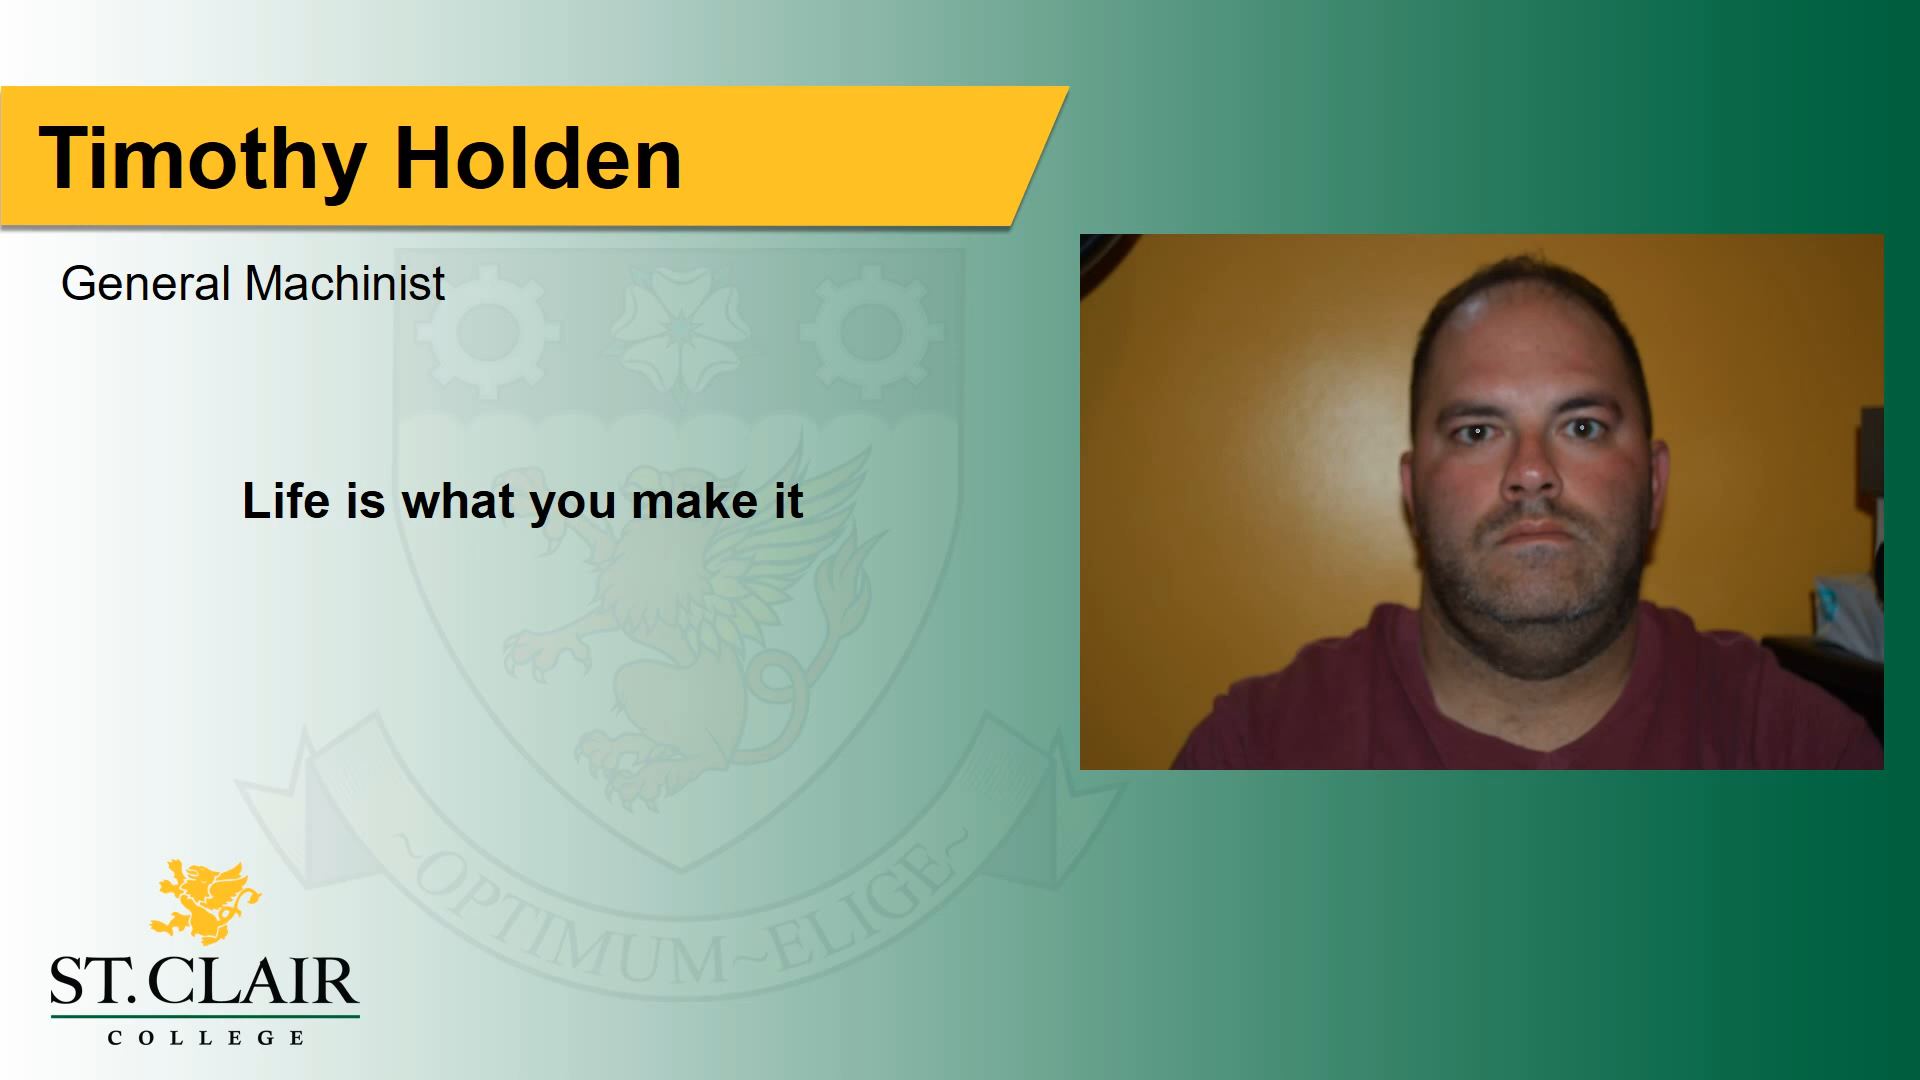 Timothy Holden
General Machinist
Life is what you make it
~OPTIMUM~ELIGE~
ST. CLAIR
COLLEGE